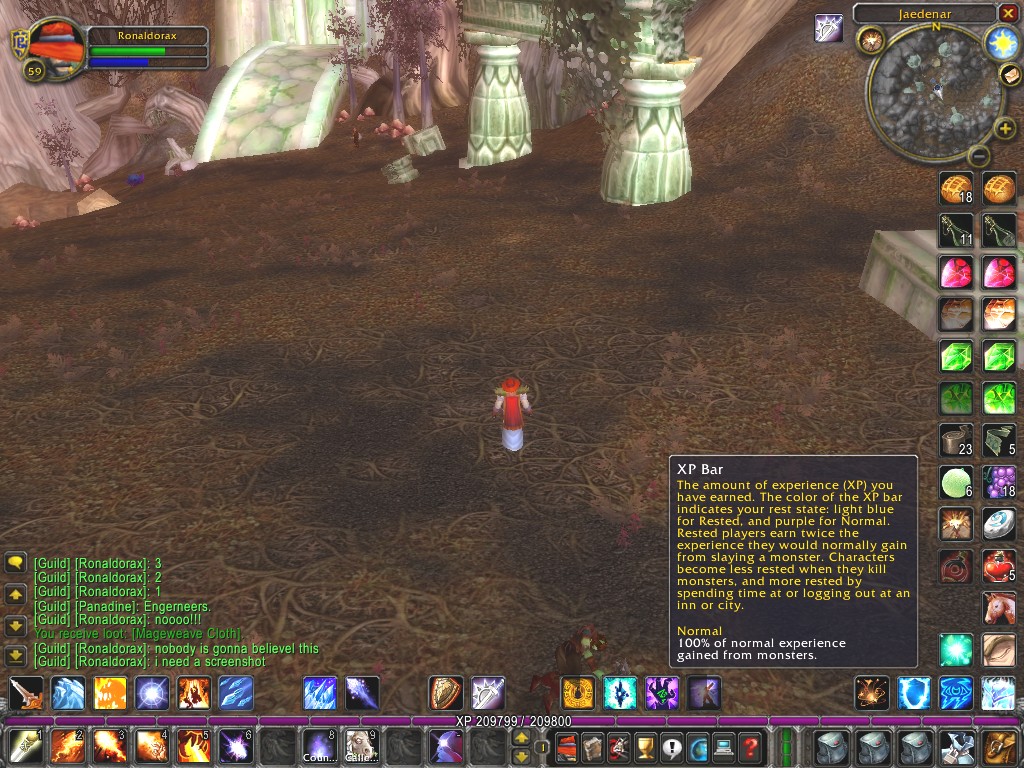 Ronaldorax
59
Jaedenar
N
18
11
23
5
6
18
5
XP Bar
The amount of experience (XP) you
have earned. The color of the XP bar
indicates your rest state: light blue
for Rested, and purple for Normal.
Rested players earn twice the
experience they would normally gain
from slaying a monster. Characters
become less rested when they kill
monsters, and more rested by
spending time at or logging out at an
inn or city.
Normal
100% of normal experience
gained from monsters.
[Guild] [Ronaldorax]: 3
[Guild] [Ronaldorax]: 2
[Guild] [Ronaldorax]: 1
[Guild] [Panadine]: Engerneers.
[Guild] [Ronaldorax]: noooo!!!
You receive loot: [Mageweave Cloth].
[Guild] [Ronaldorax]: nobody is gonna believel this
[Guild] [Ronaldorax]: i need a screenshot
XP 209799 / 209800
1 2 3 4 5 6 8 9 -
Coun... Calle...
1